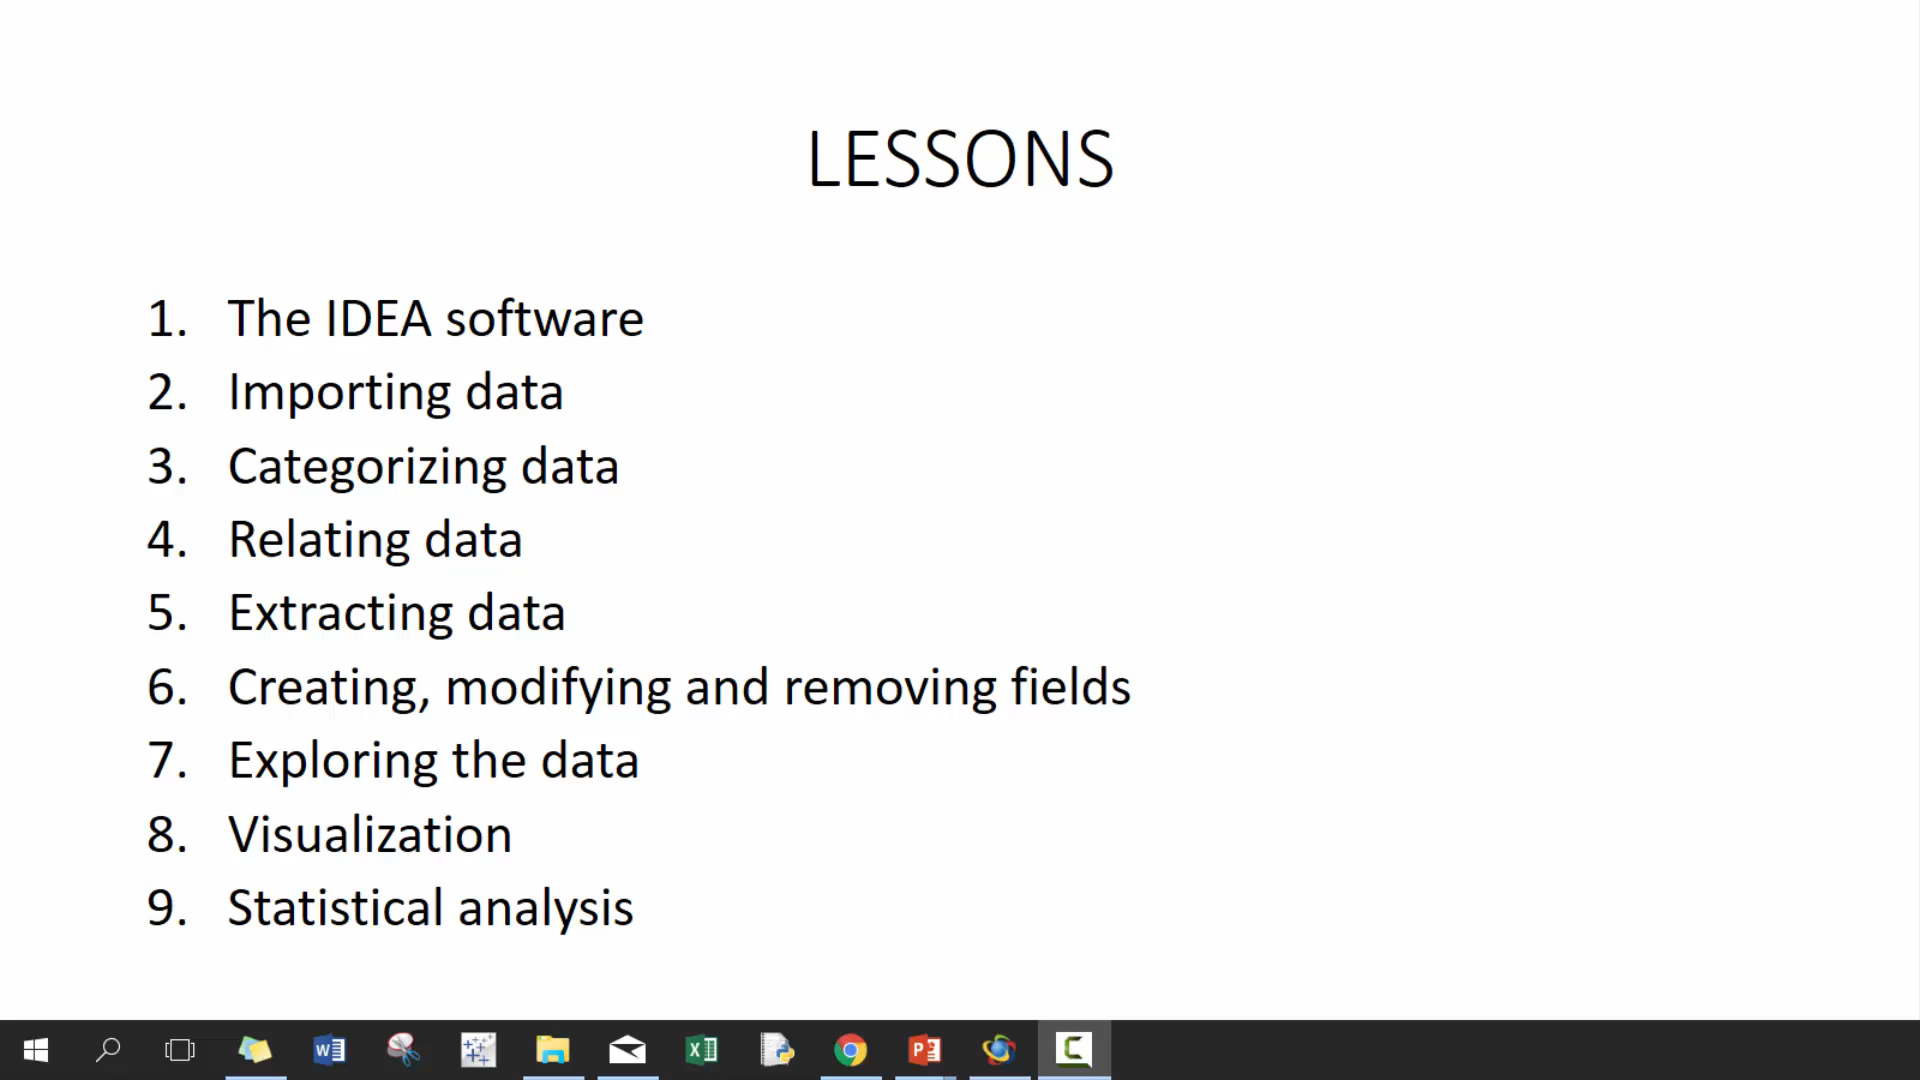 LESSONS
1. The IDEA software
2. Importing data
3. Categorizing data
4. Relating data
5. Extracting data
6. Creating, modifying and removing fields
7. Exploring the data
8. Visualization
9. Statistical analysis